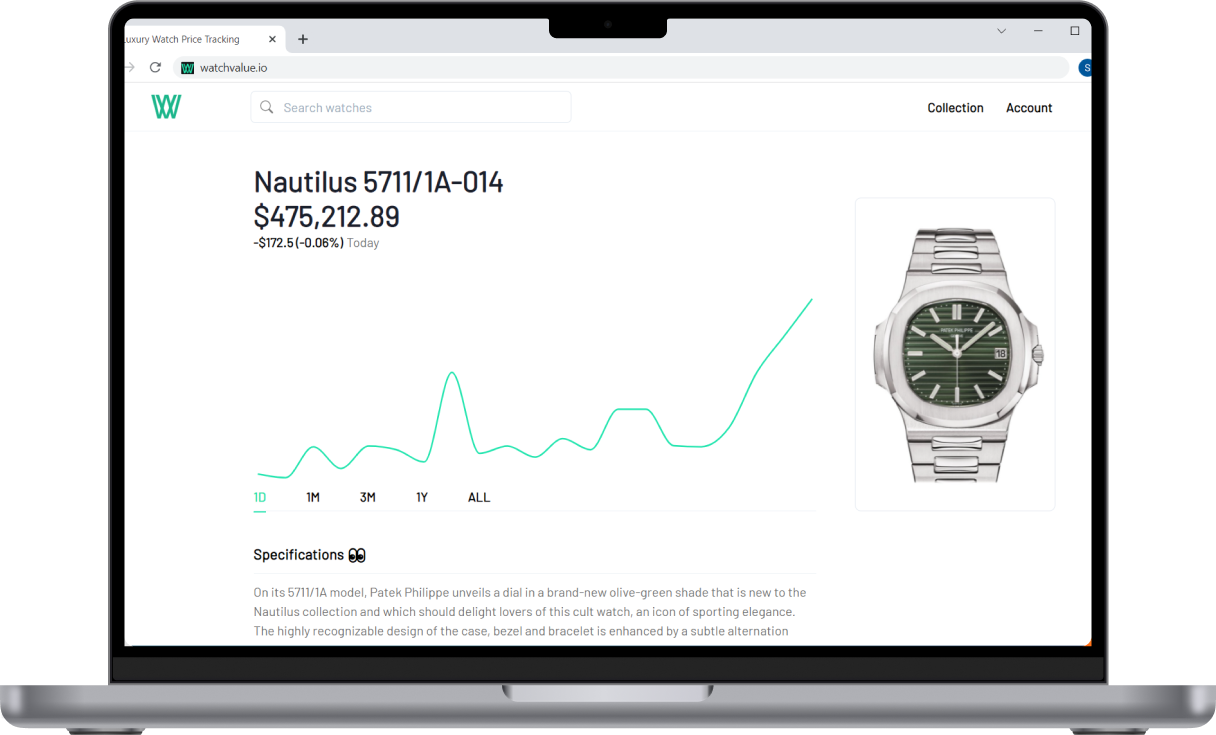 uxury Watch Price Tracking
watchvalue.io
S
W
Search watches
Collection
Account
Nautilus 5711/1A-014
$475,212.89
-$172.5 (-0.06%) Today
PATEK PHILIPPE
18
1D 1M 3M 1Y ALL
Specifications 👀
On its 5711/1A model, Patek Philippe unveils a dial in a brand-new olive-green shade that is new to the
Nautilus collection and which should delight lovers of this cult watch, an icon of sporting elegance.
The highly recognizable design of the case, bezel and bracelet is enhanced by a subtle alternation